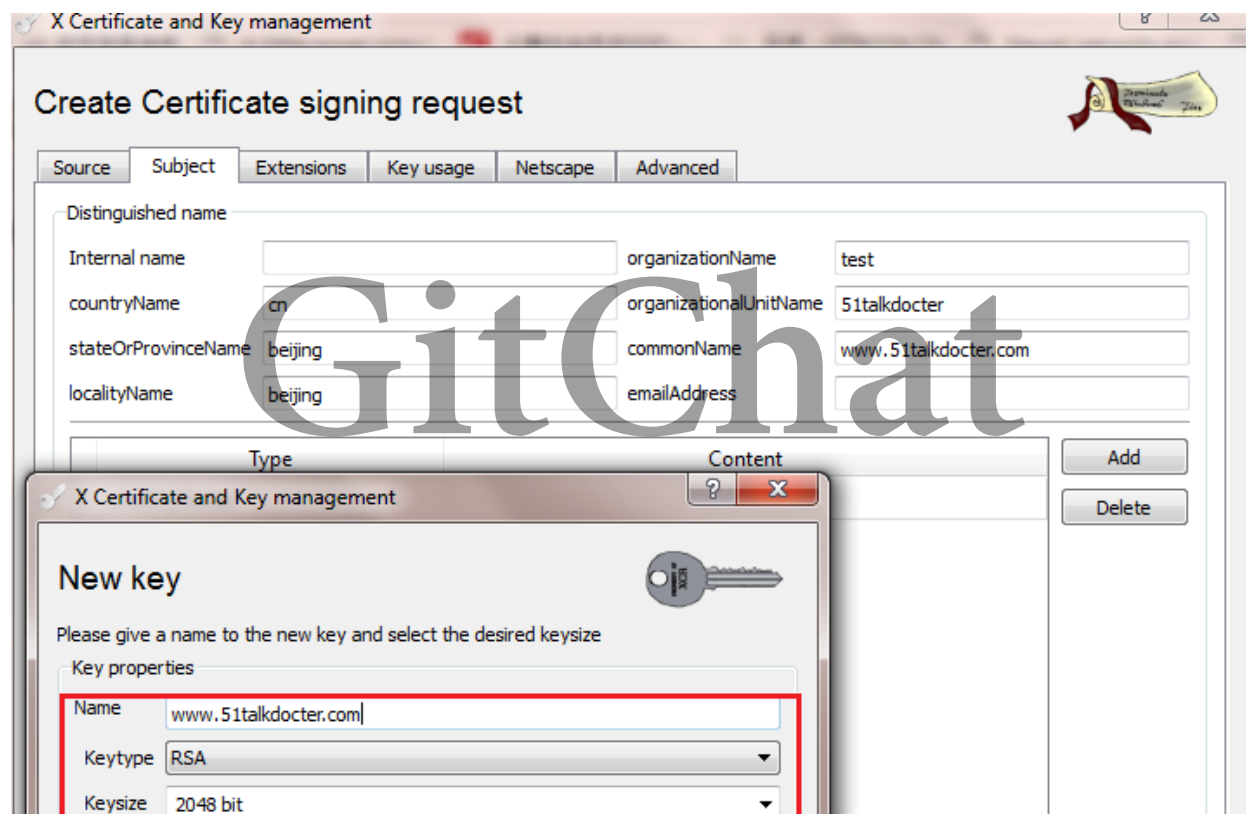 X Certificate and Key management
Create Certificate signing request
Source Subject Extensions Key usage Netscape Advanced
Distinguished name
Internal name organizationName test
countryName cn organizationalUnitName 51talkdocter
stateOrProvinceName beijing commonName www.51talkdocter.com
localityName beijing emailAddress
GitChat
Type Content Add
Delete
X Certificate and Key management
New key
Please give a name to the new key and select the desired keysize
Key properties
Name www.51talkdocter.com
Keytype RSA
Keysize 2048 bit